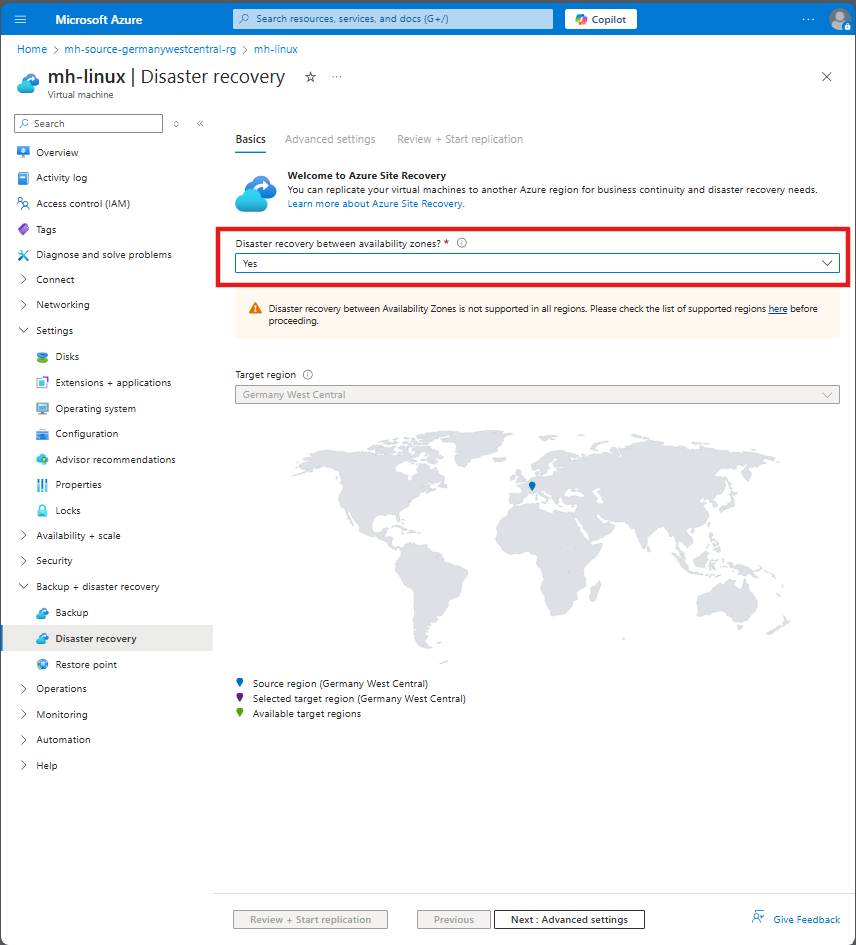 Microsoft Azure
Search resources, services, and docs (G+/)
Copilot
Home > mh-source-germanywestcentral-rg > mh-linux
mh-linux | Disaster recovery
Virtual machine
Search
Overview
Activity log
Access control (IAM)
Tags
Diagnose and solve problems
Connect
Networking
Settings
Disks
Extensions + applications
Operating system
Configuration
Advisor recommendations
Properties
Locks
Availability + scale
Security
Backup + disaster recovery
Backup
Disaster recovery
Restore point
Operations
Monitoring
Automation
Help
Basics Advanced settings Review + Start replication
Welcome to Azure Site Recovery
You can replicate your virtual machines to another Azure region for business continuity and disaster recovery needs.
Learn more about Azure Site Recovery.
Disaster recovery between availability zones? *
Yes
Disaster recovery between Availability Zones is not supported in all regions. Please check the list of supported regions here before
proceeding.
Target region
Germany West Central
Source region (Germany West Central)
Selected target region (Germany West Central)
Available target regions
Review + Start replication Previous Next : Advanced settings Give Feedback